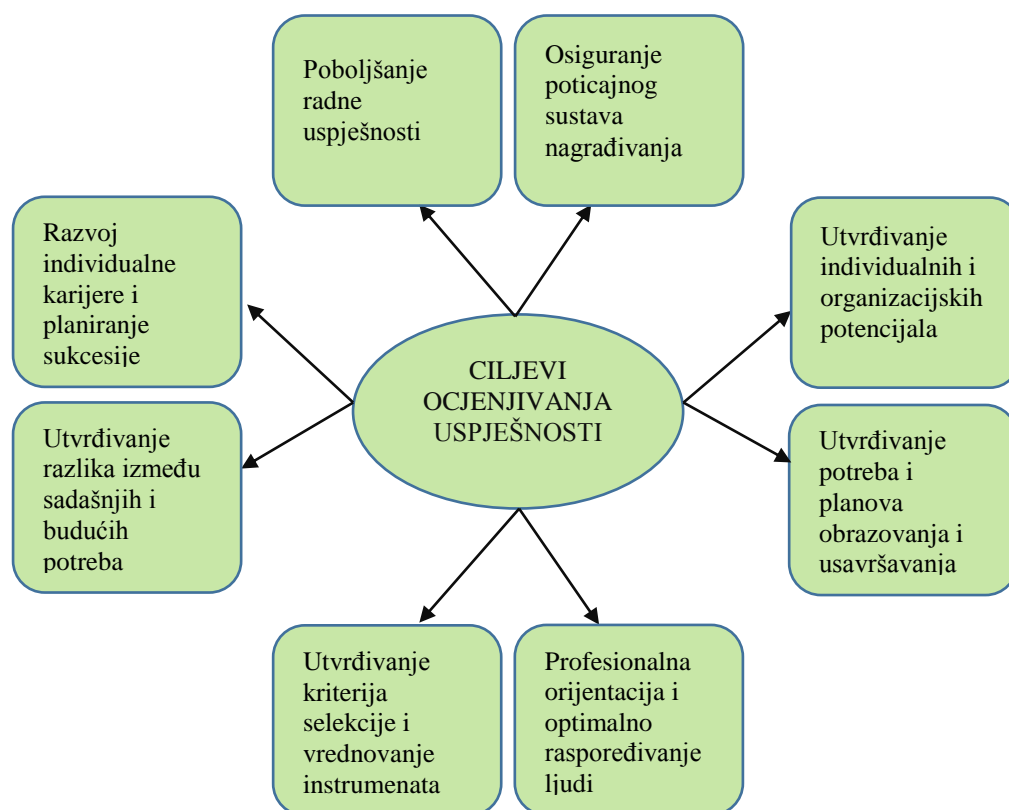 Poboljšanje
radne
uspješnosti
Osiguranje
poticajnog
sustava
nagrađivanja
Razvoj
individualne
karijere i
planiranje
sukcesije
Utvrđivanje
individualnih i
organizacijskih
potencijala
CILJEVI
OCJENJIVANJA
USPJEŠNOSTI
Utvrđivanje
razlika između
sadašnjih i
budućih
potreba
Utvrđivanje
potreba i
planova
obrazovanja i
usavršavanja
Utvrđivanje
kriterija
selekcije i
vrednovanje
instrumenata
Profesionalna
orijentacija i
optimalno
raspoređivanje
ljudi